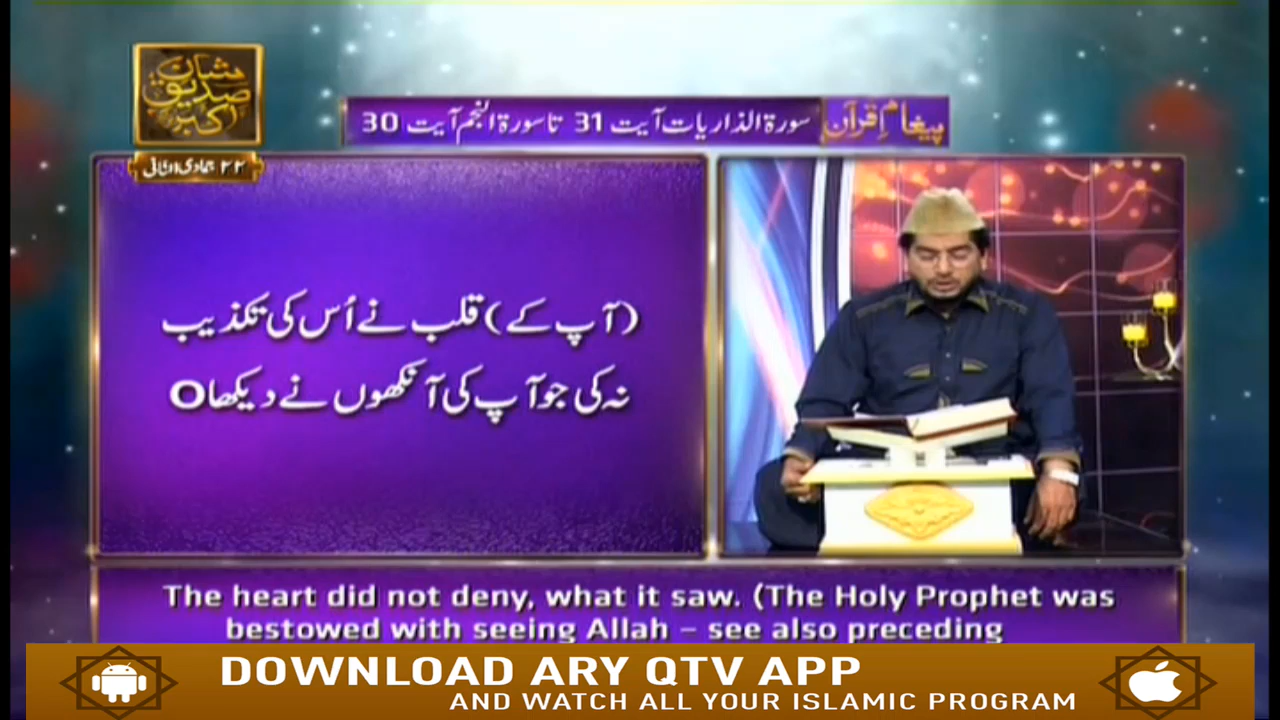 شان
صدیق
اکبر
۲۲ جمادی الثانی
پیغامِ قرآن
سورۃ الذاریات آیت 31 تا سورۃ النجم آیت 30
(آپ کے) قلب نے اُس کی تکذیب
نہ کی جو آپ کی آنکھوں نے دیکھاO
The heart did not deny, what it saw. (The Holy Prophet was
bestowed with seeing Allah – see also preceding
DOWNLOAD ARY QTV APP
AND WATCH ALL YOUR ISLAMIC PROGRAM